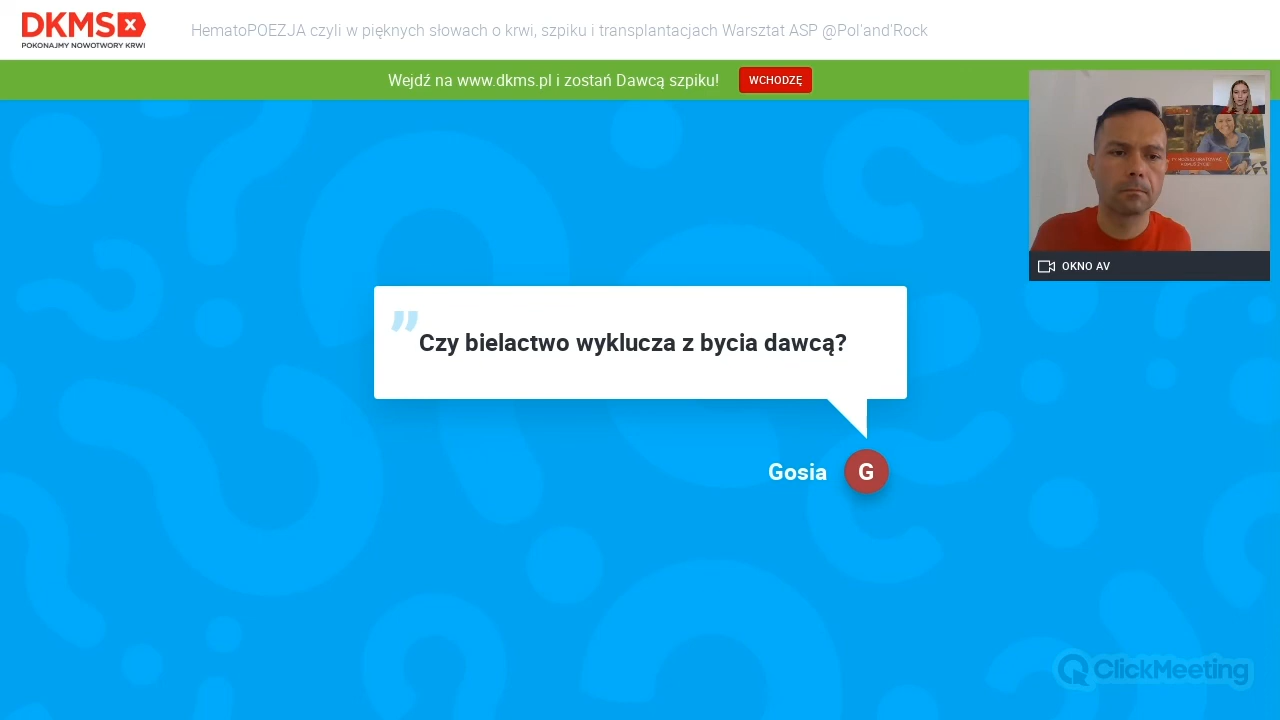 DKMS
POKONAJMY NOWOTWORY KRWI
HematoPOEZJA czyli w pięknych słowach o krwi, szpiku i transplantacjach Warsztat ASP @Pol'and'Rock
Wejdź na www.dkms.pl i zostań Dawcą szpiku!
WCHODZĘ
OKNO AV
" Czy bielactwo wyklucza z bycia dawcą?
Gosia
G
ClickMeeting